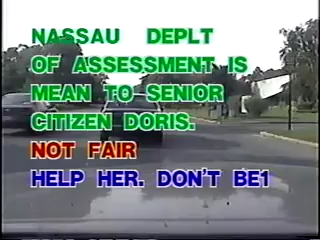 NASSAU DEPLT
OF ASSESSMENT IS
MEAN TO SENIOR
CITIZEN DORIS.
NOT FAIR
HELP HER. DON'T BE1